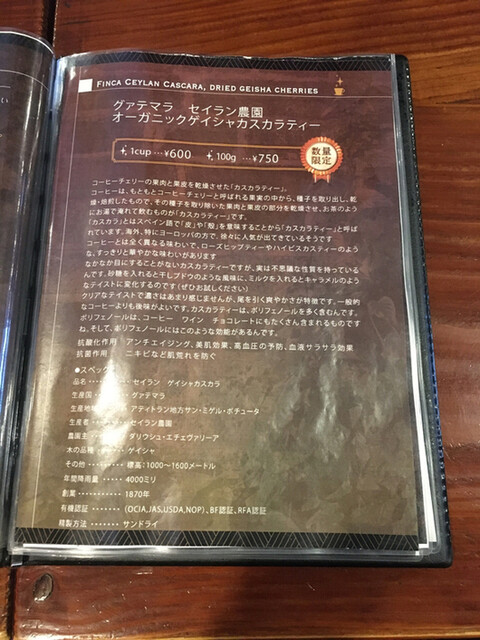 FINCA CEYLAN CASCARA, DRIED GEISHA CHERRIES
グァテマラ セイラン農園
オーガニックゲイシャカスカラティー
1cup …¥600 100g …¥750
数量
限定
コーヒーチェリーの果肉と果皮を乾燥させた「カスカラティー」。
コーヒーは、もともとコーヒーチェリーと呼ばれる果実の中から、種子を取り出し、乾
燥・焙煎したもので、その種子を取り除いた果肉と果皮の部分を乾燥させ、お茶のよう
にお湯で淹れて飲むものが「カスカラティー」です。
「カスカラ」とはスペイン語で「皮」や「殻」を意味することから「カスカラティー」と呼ば
れています。海外、特にヨーロッパの方で、徐々に人気が出てきているそうです
コーヒーとは全く異なる味わいで、ローズヒップティーやハイビスカスティーのよう
な、すっきりと華やかな味わいがあります
なかなか目にすることがないカスカラティーですが、実は不思議な性質を持っている
んです。砂糖を入れると干しブドウのような風味に、ミルクを入れるとキャラメルのよう
なテイストに変化するのです(ぜひお試しください)
クリアなテイストで濃さはあまり感じませんが、尾を引く爽やかさが特徴です。一般的
なコーヒーよりも後味がよいです。カスカラティーは、ポリフェノールを多く含むんです。
ポリフェノールは、コーヒー ワイン チョコレートにもたくさん含まれるものです
ね。そして、ポリフェノールにはこのような効能があるんです。
抗酸化作用 アンチエイジング、美肌効果、高血圧の予防、血液サラサラ効果
抗菌作用 ニキビなど肌荒れを防ぐ
●スペック
品名 ……… セイラン ゲイシャカスカラ
生産国 ……… グァテマラ
生産地域 アティトラン地方サン・ミゲル・ポチュータ
生産者 ……… セイラン農園
農園主 ……… ダリウシュ・エチェヴァリーア
木の品種 ……… ゲイシャ
その他 ……… 標高:1000〜1600メートル
年間降雨量 …… 4000ミリ
創業 ……… 1870年
有機認証 ……… (OCIA,JAS,USDA,NOP)、BF認証、RFA認証
精製方法 ……… サンドライ